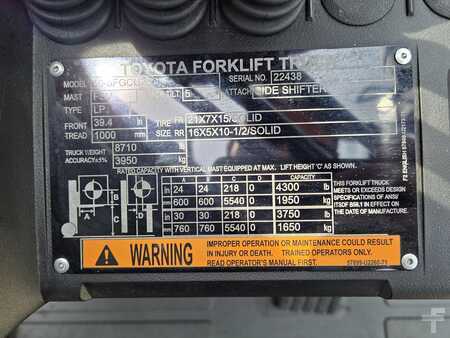 TOYOTA FORKLIFT
MODEL SERIAL NO. 22438
MAST TILT 5 ATTACH. SIDE SHIFTER
TYPE LP TIRE FR 21X7X15/SOLID
FRONT 39.4 in SIZE RR 16X5X10-1/2/SOLID
TREAD 1000 mm
TRUCK WEIGHT 8710
ACCURACY±5% 3950 kg
RATED CAPACITY WITH VERTICAL MAST EQUIPPED AT MAX. LIFT HEIGHT 'C' AS SHOWN.
A B C D CAPACITY
in 24 24 218 0 4300 lb
mm 600 600 5540 0 1950 kg
in 30 30 218 0 3750 lb
mm 760 760 5540 0 1650 kg
THIS FORKLIFT TRUCK
MEETS OR EXCEEDS DESIGN
SPECIFICATIONS OF ANSI/
ITSDF B56.1 IN EFFECT ON
THE DATE OF MANUFACTURE.
WARNING
IMPROPER OPERATION OR MAINTENANCE COULD RESULT
IN INJURY OR DEATH. TRAINED OPERATORS ONLY.
READ OPERATOR'S MANUAL FIRST.